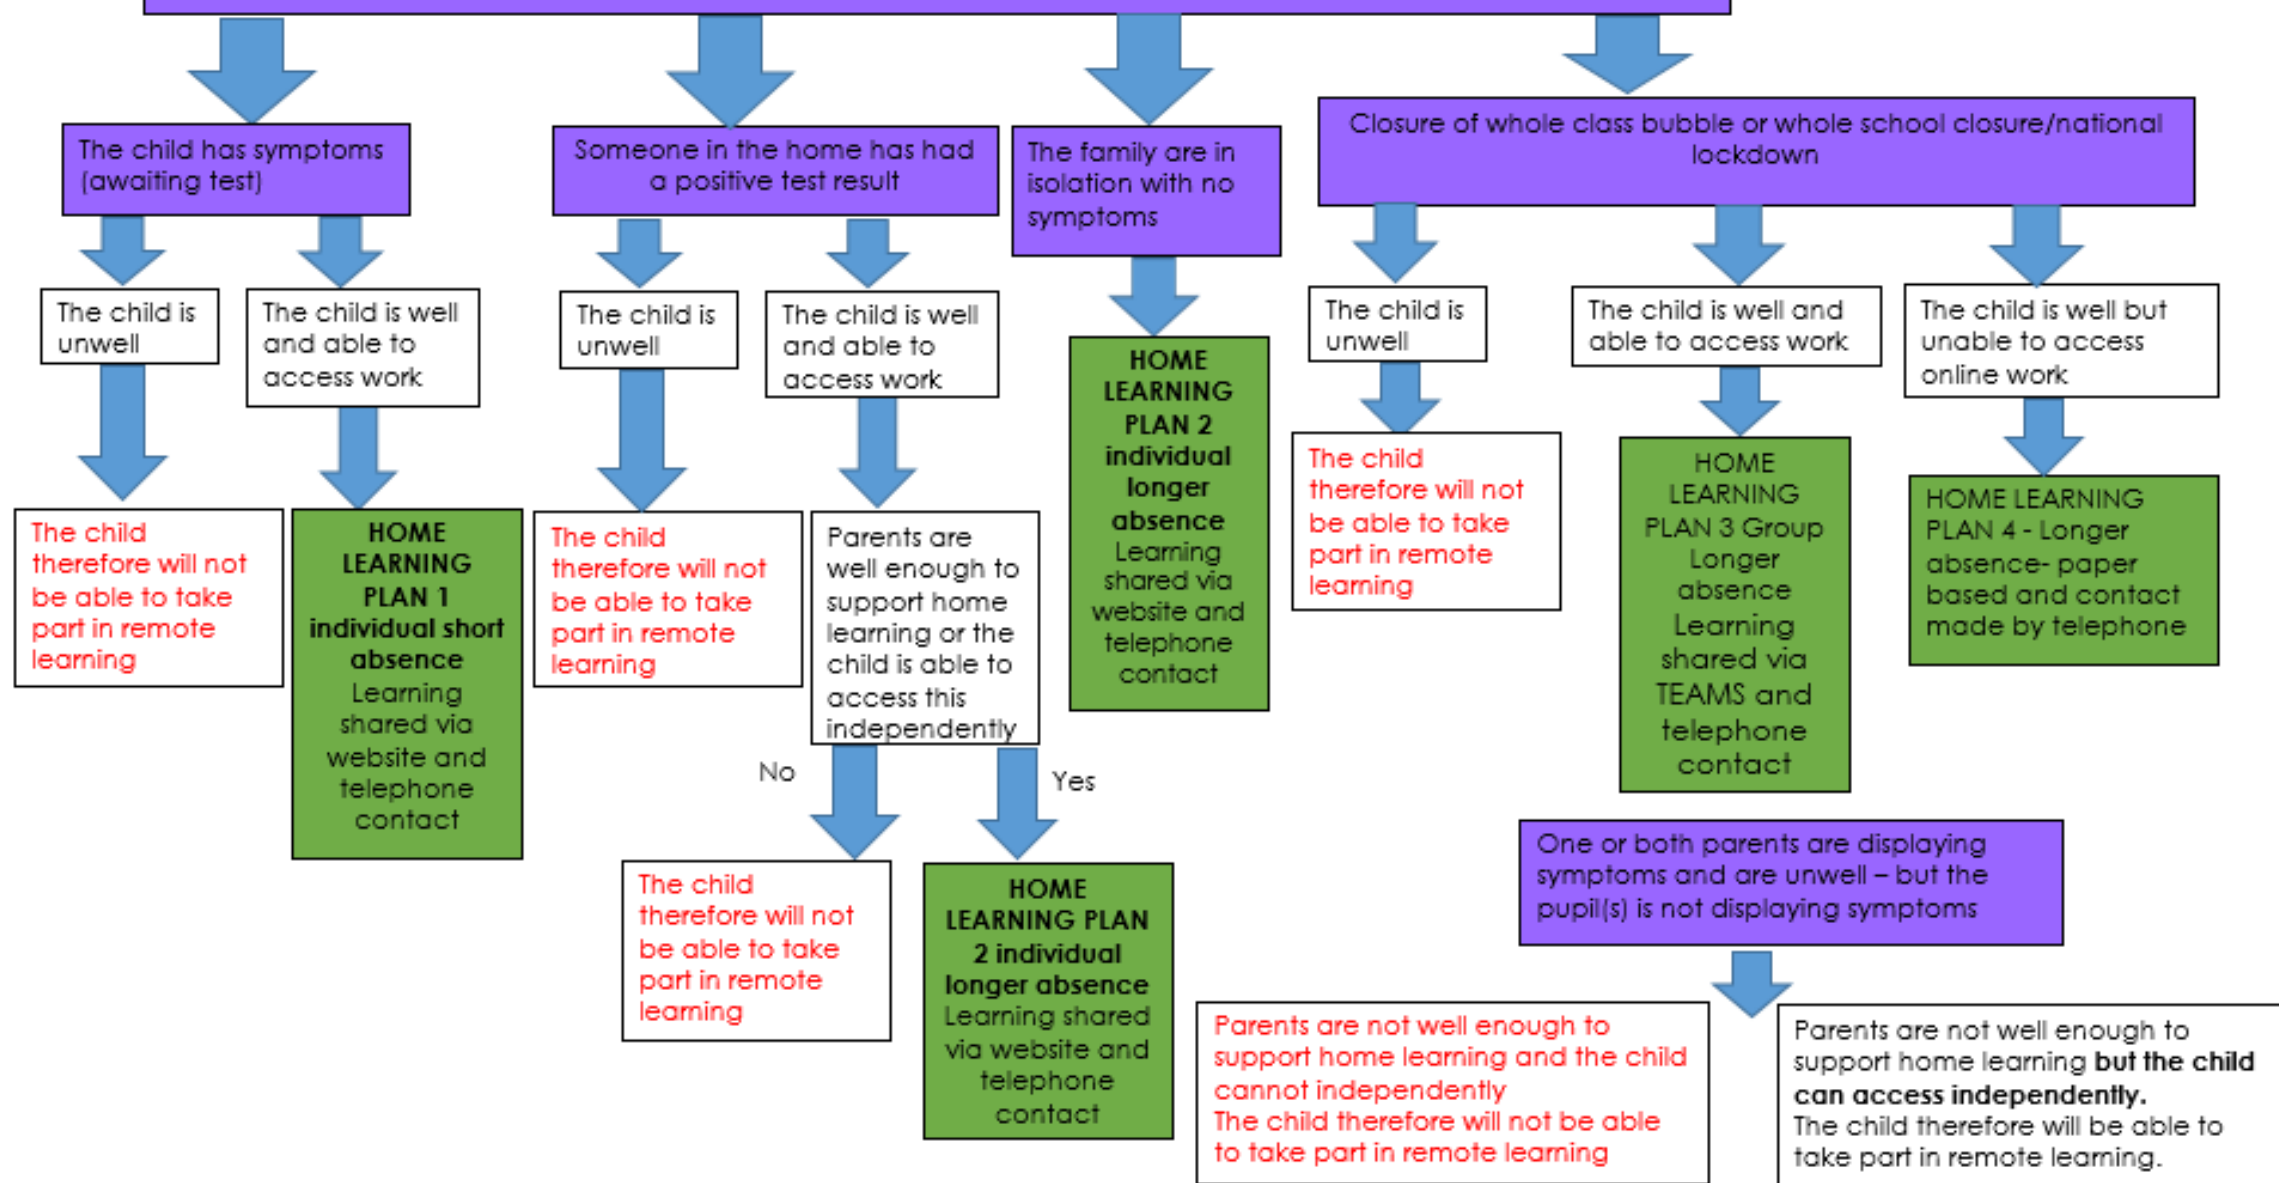 The child has symptoms
(awaiting test)
Someone in the home has had
a positive test result
The family are in
isolation with no
symptoms
Closure of whole class bubble or whole school closure/national
lockdown
The child is
unwell
The child is well
and able to
access work
The child is
unwell
The child is well
and able to
access work
The child is
unwell
The child is well and
able to access work
The child is well but
unable to access
online work
The child
therefore will not
be able to take
part in remote
learning
HOME
LEARNING
PLAN 1
individual short
absence
Learning
shared via
website and
telephone
contact
The child
therefore will not
be able to take
part in remote
learning
Parents are
well enough to
support home
learning or the
child is able to
access this
independently
HOME
LEARNING
PLAN 2
individual
longer
absence
Learning
shared via
website and
telephone
contact
The child
therefore will not
be able to take
part in remote
learning
HOME
LEARNING
PLAN 3 Group
Longer
absence
Learning
shared via
TEAMS and
telephone
contact
HOME LEARNING
PLAN 4 - Longer
absence- paper
based and contact
made by telephone
No
Yes
The child
therefore will not
be able to take
part in remote
learning
HOME
LEARNING PLAN
2 individual
longer absence
Learning shared
via website and
telephone
contact
One or both parents are displaying
symptoms and are unwell – but the
pupil(s) is not displaying symptoms
Parents are not well enough to
support home learning and the child
cannot independently
The child therefore will not be able
to take part in remote learning
Parents are not well enough to
support home learning but the child
can access independently.
The child therefore will be able to
take part in remote learning.